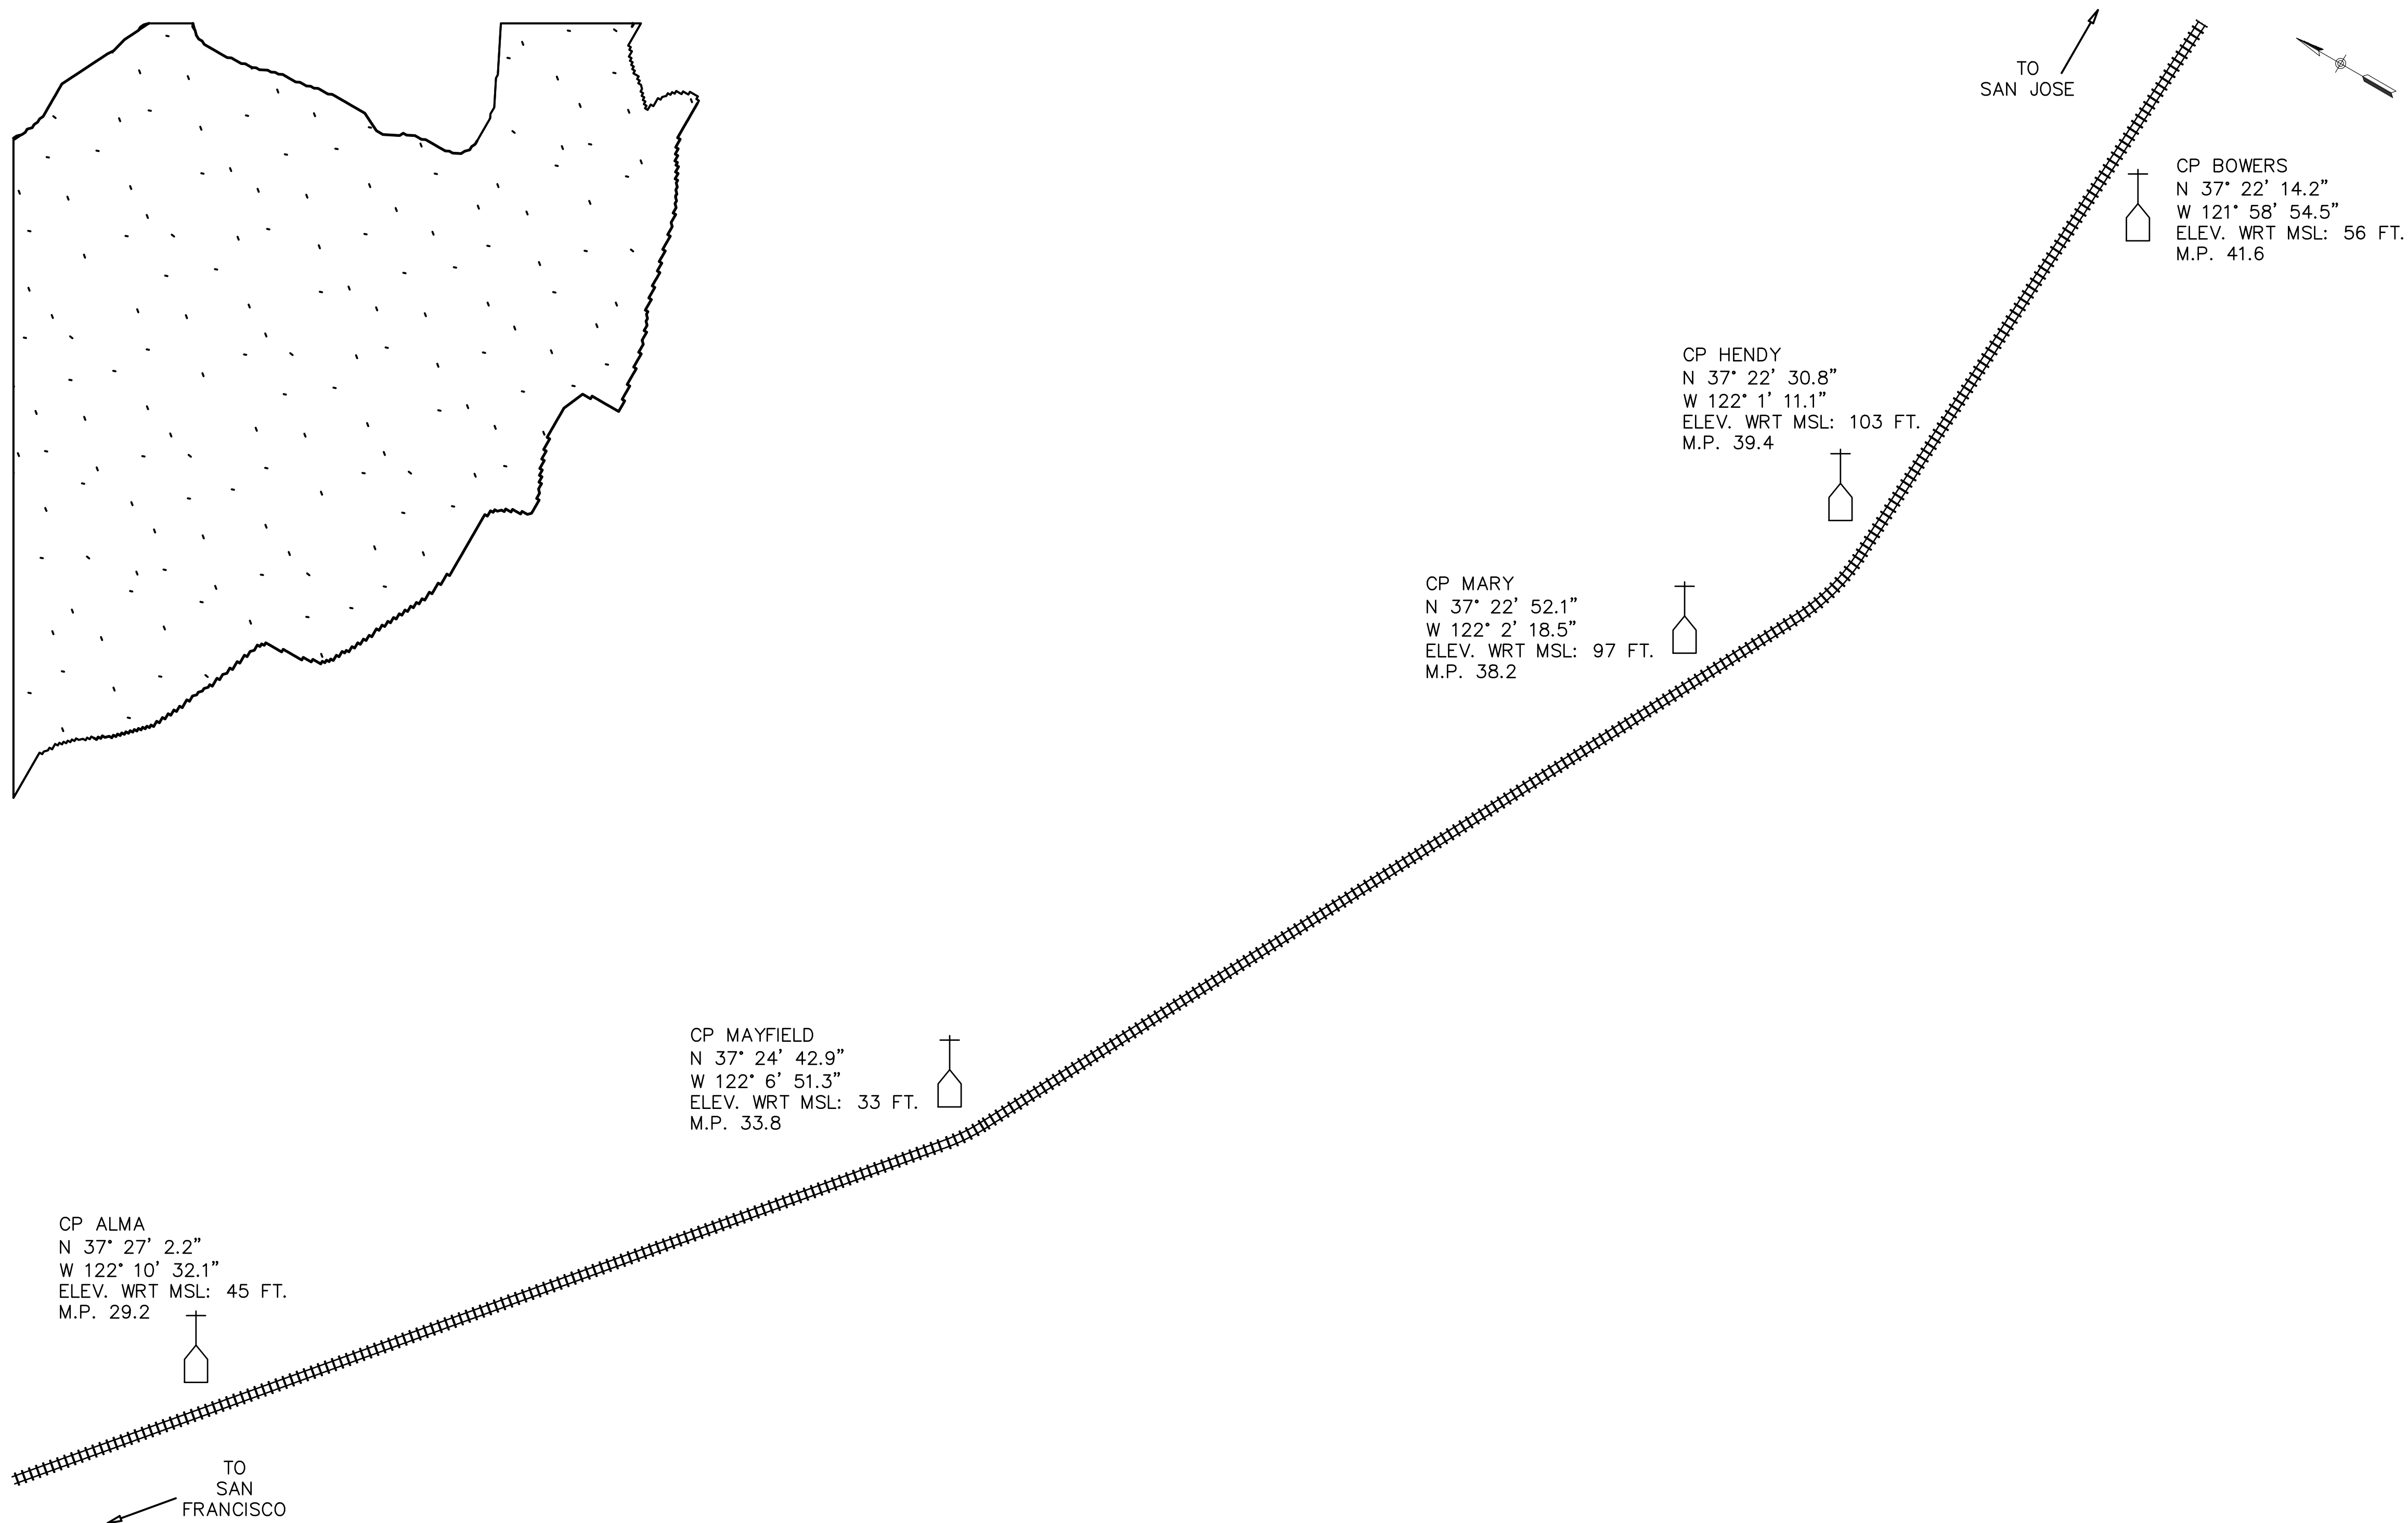 TO
SAN JOSE
CP BOWERS
N 37° 22' 14.2"
W 121° 58' 54.5"
ELEV. WRT MSL: 56 FT.
M.P. 41.6
CP HENDY
N 37° 22' 30.8"
W 122° 1' 11.1"
ELEV. WRT MSL: 103 FT.
M.P. 39.4
CP MARY
N 37° 22' 52.1"
W 122° 2' 18.5"
ELEV. WRT MSL: 97 FT.
M.P. 38.2
CP MAYFIELD
N 37° 24' 42.9"
W 122° 6' 51.3"
ELEV. WRT MSL: 33 FT.
M.P. 33.8
CP ALMA
N 37° 27' 2.2"
W 122° 10' 32.1"
ELEV. WRT MSL: 45 FT.
M.P. 29.2
TO
SAN
FRANCISCO